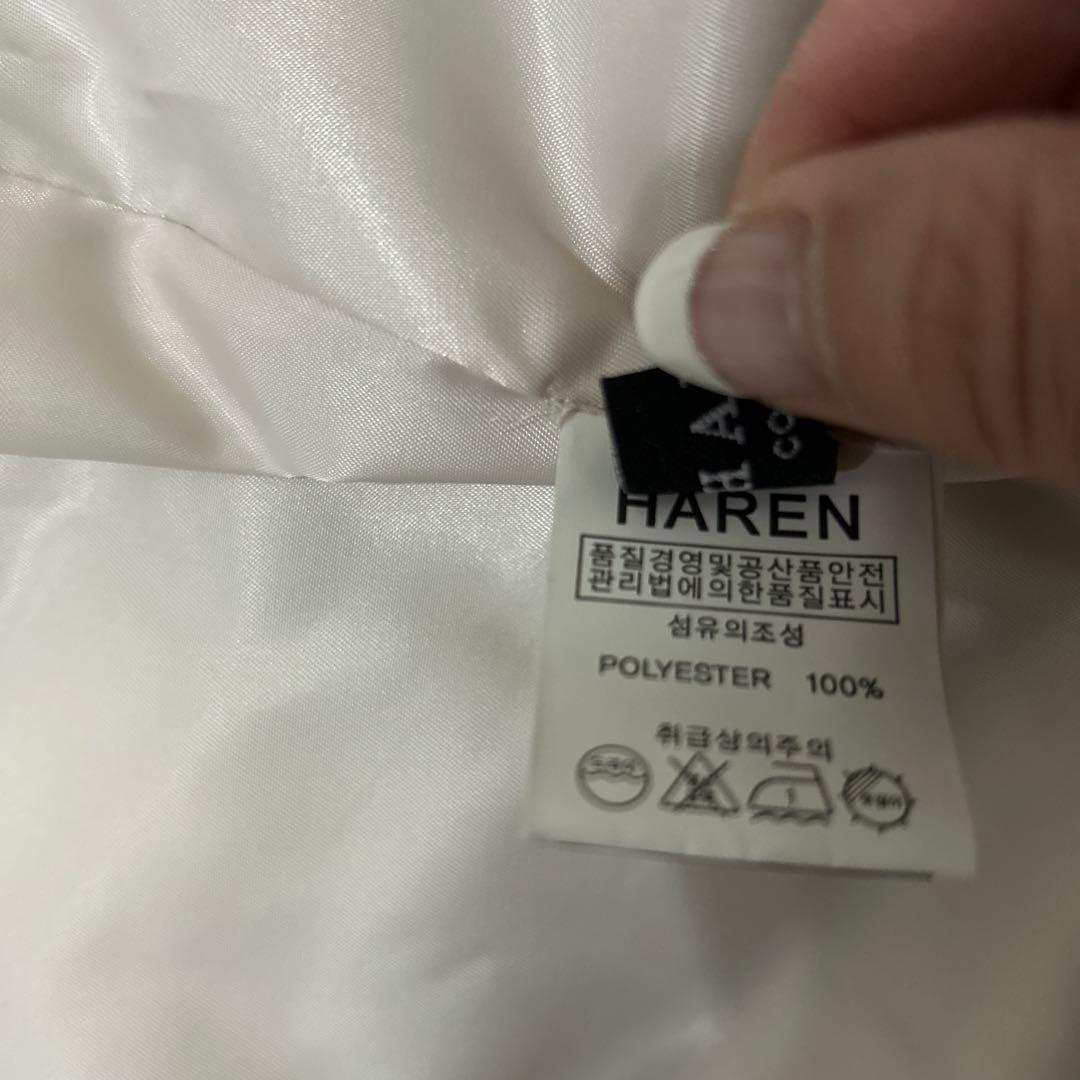 HAREN
품질경영및공산품안전
관리법에의한품질표시
섬유의조성
POLYESTER 100%
취급상의주의